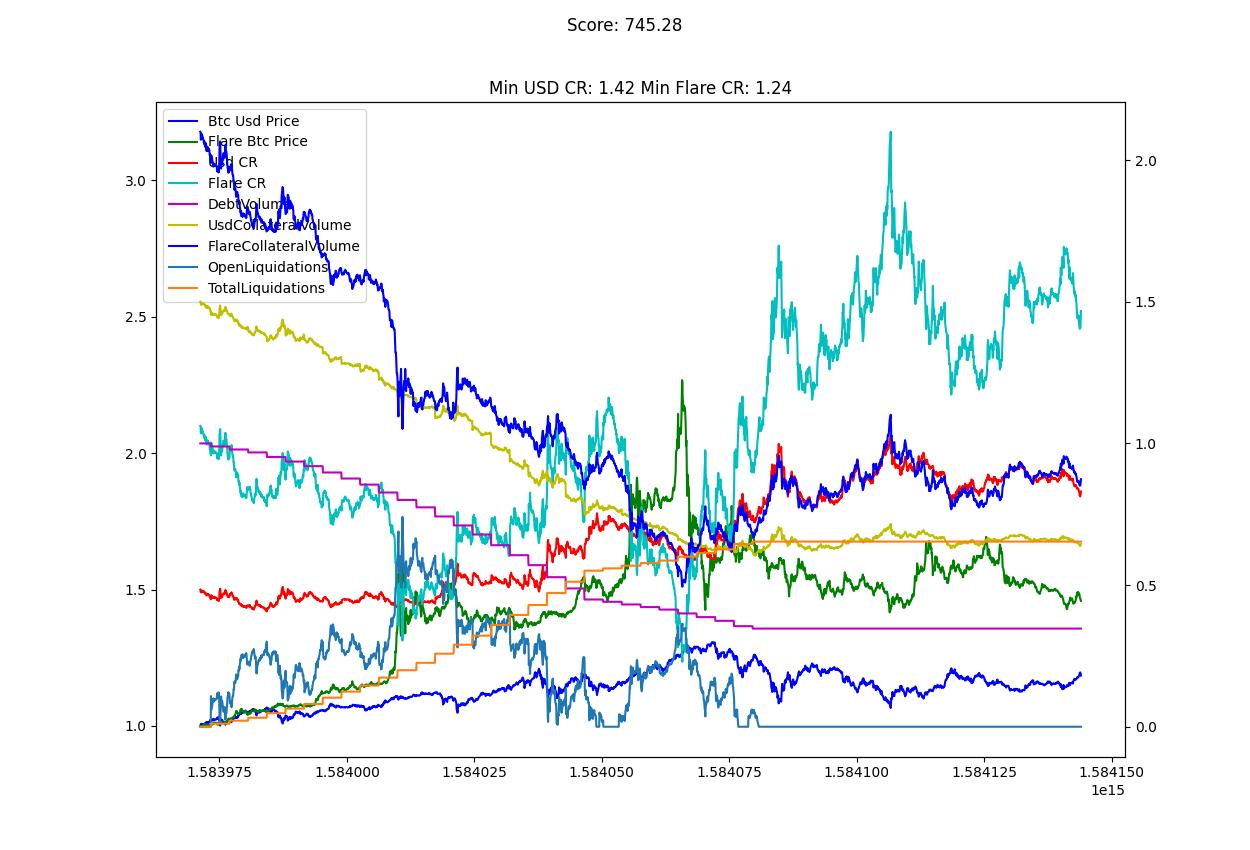 Score: 745.28
Min USD CR: 1.42 Min Flare CR: 1.24
Btc Usd Price
Flare Btc Price
Usd CR
Flare CR
DebtVolume
UsdCollateralVolume
FlareCollateralVolume
OpenLiquidations
TotalLiquidations
3.0
2.5
2.0
1.5
1.0
2.0
1.5
1.0
0.5
0.0
1.583975 1.584000 1.584025 1.584050 1.584075 1.584100 1.584125 1.584150
1e15